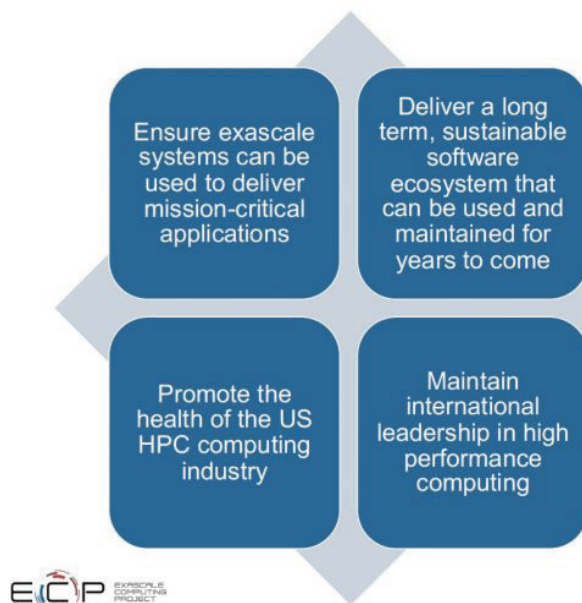 Ensure exascale
systems can be
used to deliver
mission-critical
applications
Deliver a long
term, sustainable
software
ecosystem that
can be used and
maintained for
years to come
Promote the
health of the US
HPC computing
industry
Maintain
international
leadership in high
performance
computing
ECP
EXASCALE
COMPUTING
PROJECT